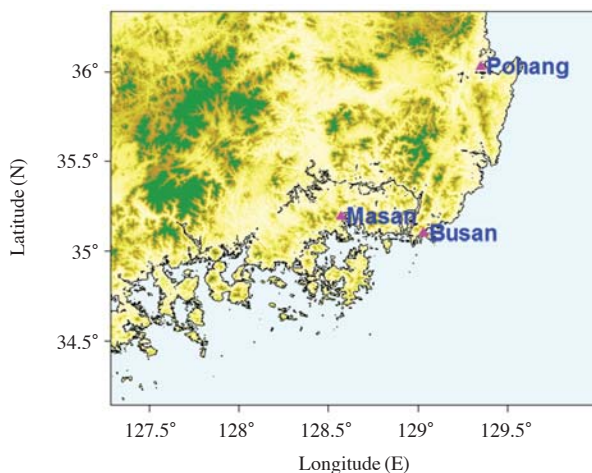 36°
35.5°
35°
34.5°
Latitude (N)
Pohang
Masan
Busan
127.5°
128°
128.5°
129°
129.5°
Longitude (E)